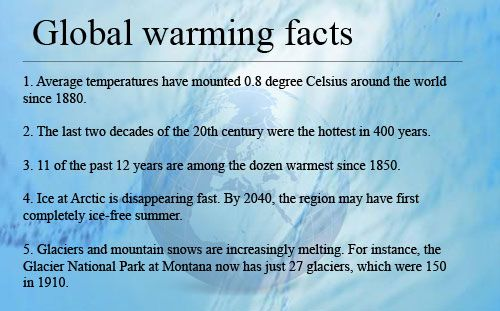 Global warming facts
1. Average temperatures have mounted 0.8 degree Celsius around the world
since 1880.
2. The last two decades of the 20th century were the hottest in 400 years.
3. 11 of the past 12 years are among the dozen warmest since 1850.
4. Ice at Arctic is disappearing fast. By 2040, the region may have first
completely ice-free summer.
5. Glaciers and mountain snows are increasingly melting. For instance, the
Glacier National Park at Montana now has just 27 glaciers, which were 150
in 1910.